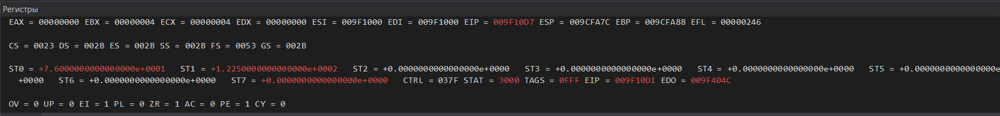 Регистры
EAX = 00000000 EBX = 00000004 ECX = 00000004 EDX = 00000000 ESI = 009F1000 EDI = 009F1000 EIP = 009F10D7 ESP = 009CFA7C EBP = 009CFA88 EFL = 00000246
CS = 0023 DS = 002B ES = 002B SS = 002B FS = 0053 GS = 002B
ST0 = +7.6000000000000000e+0001 ST1 = +1.2250000000000000e+0002 ST2 = +0.0000000000000000e+0000 ST3 = +0.0000000000000000e+0000 ST4 = +0.0000000000000000e+0000 ST5 = +0.0000000000000000e
+0000 ST6 = +0.0000000000000000e+0000 ST7 = +0.0000000000000000e+0000 CTRL = 037F STAT = 3000 TAGS = 0FFF EIP = 009F10D1 EDO = 009F404C
OV = 0 UP = 0 EI = 1 PL = 0 ZR = 1 AC = 0 PE = 1 CY = 0